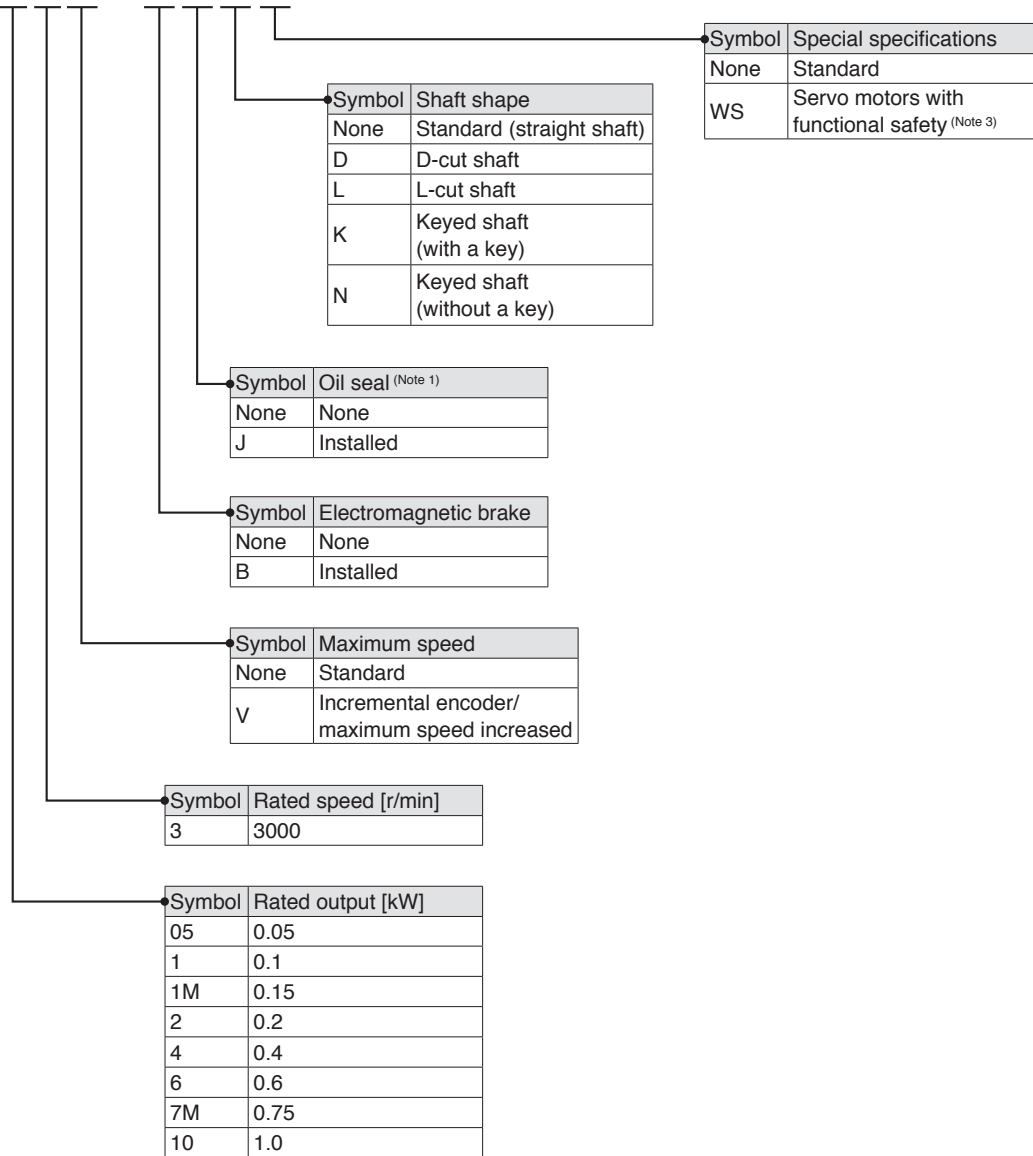 Symbol Special specifications
None Standard
WS Servo motors with
functional safety (Note 3)
Symbol Shaft shape
None Standard (straight shaft)
D D-cut shaft
L L-cut shaft
K Keyed shaft
(with a key)
N Keyed shaft
(without a key)
Symbol Oil seal (Note 1)
None None
J Installed
Symbol Electromagnetic brake
None None
B Installed
Symbol Maximum speed
None Standard
V Incremental encoder/
maximum speed increased
Symbol Rated speed [r/min]
3 3000
Symbol Rated output [kW]
05 0.05
1 0.1
1M 0.15
2 0.2
4 0.4
6 0.6
7M 0.75
10 1.0